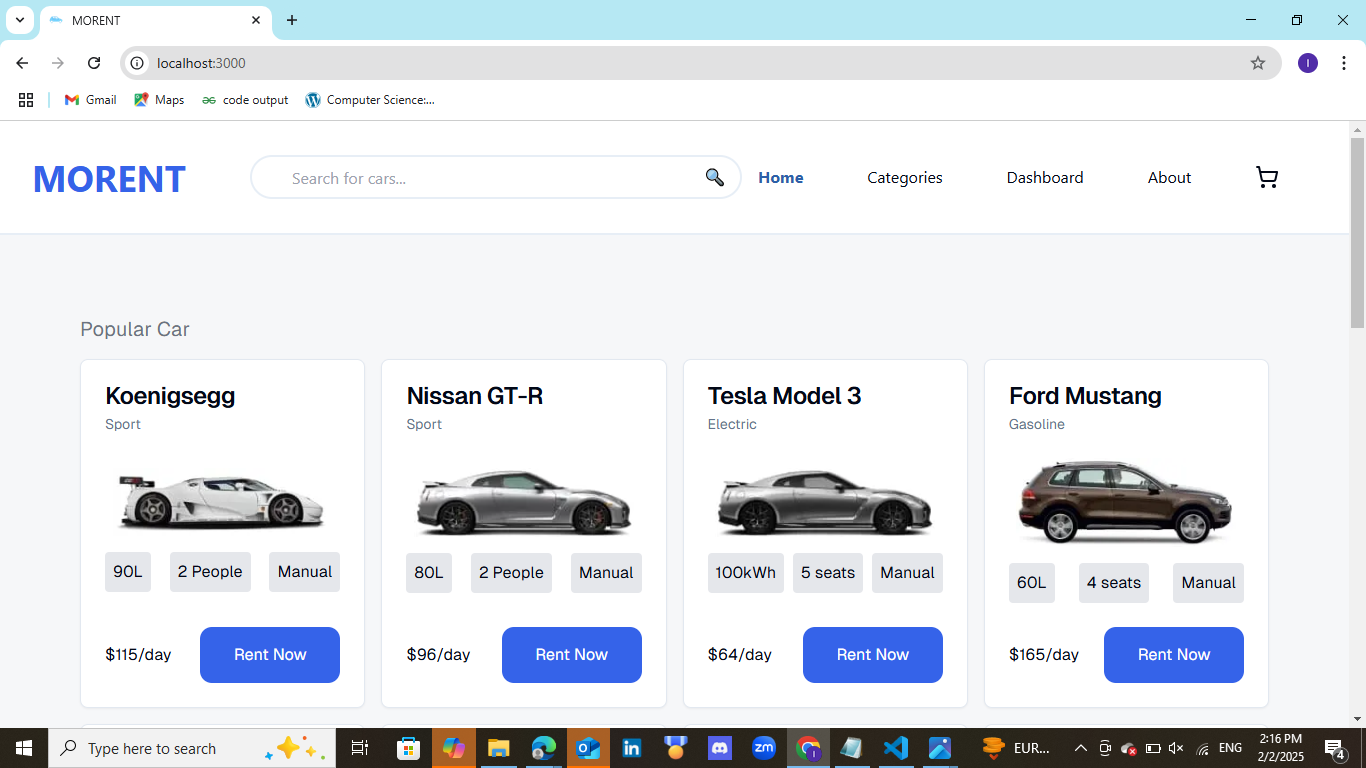 MORENT
localhost:3000
Gmail Maps code output Computer Science:...
MORENT
Search for cars...
Home Categories Dashboard About
Popular Car
Koenigsegg Nissan GT-R Tesla Model 3 Ford Mustang
Sport Sport Electric Gasoline
90L 2 People Manual 80L 2 People Manual 100kWh 5 seats Manual 60L 4 seats Manual
$115/day Rent Now $96/day Rent Now $64/day Rent Now $165/day Rent Now
Type here to search
EUR...
ENG
2:16 PM
2/2/2025
4